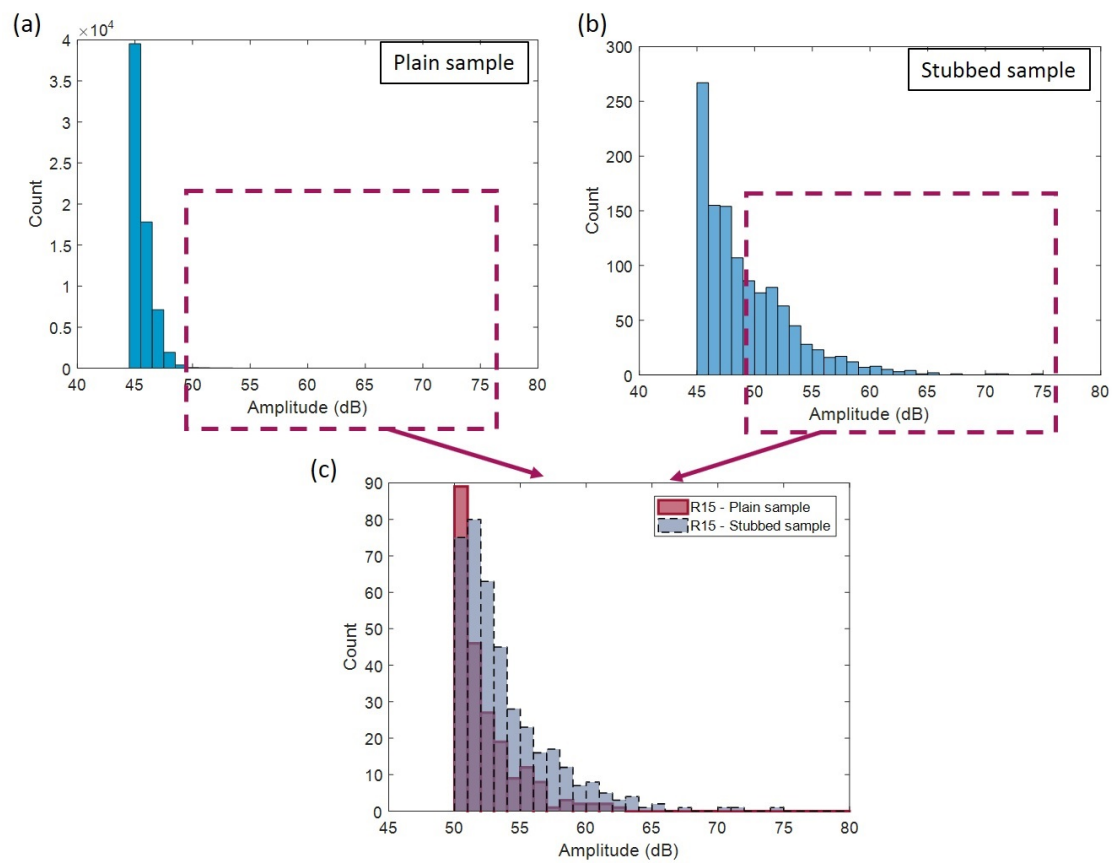 (a)
×10⁴
4
3.5
3
2.5
2
1.5
1
0.5
0
Count
40 45 50 55 60 65 70 75 80
Amplitude (dB)
Plain sample
(b)
300
250
200
150
100
50
0
Count
40 45 50 55 60 65 70 75 80
Amplitude (dB)
Stubbed sample
(c)
90
80
70
60
50
40
30
20
10
0
Count
45 50 55 60 65 70 75 80
Amplitude (dB)
R15 - Plain sample
R15 - Stubbed sample